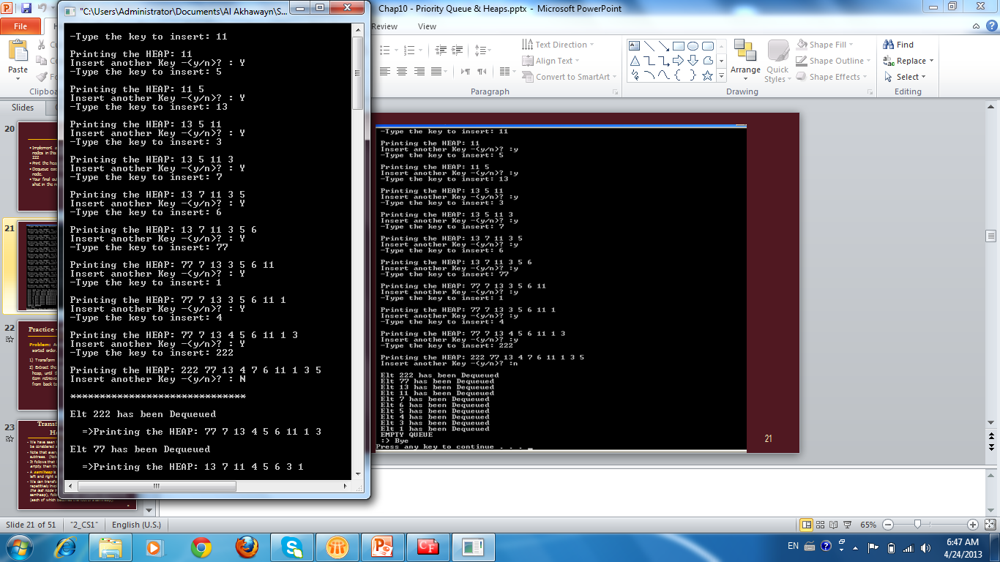 "C:\Users\Administrator\Documents\Al Akhawayn\S...
Chap10 - Priority Queue & Heaps.pptx - Microsoft PowerPoint
File
Review
View
Paste
Text Direction
Align Text
Convert to SmartArt
Paragraph
Arrange
Quick Styles
Shape Fill
Shape Outline
Shape Effects
Drawing
Find
Replace
Select
Editing
Slides
-Type the key to insert: 11
Printing the HEAP: 11
Insert another Key -(y/n)? : Y
-Type the key to insert: 5
Printing the HEAP: 11 5
Insert another Key -(y/n)? : Y
-Type the key to insert: 13
Printing the HEAP: 13 5 11
Insert another Key -(y/n)? : Y
-Type the key to insert: 3
Printing the HEAP: 13 5 11 3
Insert another Key -(y/n)? : Y
-Type the key to insert: 7
Printing the HEAP: 13 7 11 3 5
Insert another Key -(y/n)? : Y
-Type the key to insert: 6
Printing the HEAP: 13 7 11 3 5 6
Insert another Key -(y/n)? : Y
-Type the key to insert: 77
Printing the HEAP: 77 7 13 3 5 6 11
Insert another Key -(y/n)? : Y
-Type the key to insert: 1
Printing the HEAP: 77 7 13 3 5 6 11 1
Insert another Key -(y/n)? : Y
-Type the key to insert: 4
Printing the HEAP: 77 7 13 4 5 6 11 1 3
Insert another Key -(y/n)? : Y
-Type the key to insert: 222
Printing the HEAP: 222 77 13 4 7 6 11 1 3 5
Insert another Key -(y/n)? : N
******************************
Elt 222 has been Dequeued
=>Printing the HEAP: 77 7 13 4 5 6 11 1 3
Elt 77 has been Dequeued
=>Printing the HEAP: 13 7 11 4 5 6 3 1
-Type the key to insert: 11
Printing the HEAP: 11
Insert another Key -(y/n)? :y
-Type the key to insert: 5
Printing the HEAP: 11 5
Insert another Key -(y/n)? :y
-Type the key to insert: 13
Printing the HEAP: 13 5 11
Insert another Key -(y/n)? :y
-Type the key to insert: 3
Printing the HEAP: 13 5 11 3
Insert another Key -(y/n)? :y
-Type the key to insert: 7
Printing the HEAP: 13 7 11 3 5
Insert another Key -(y/n)? :y
-Type the key to insert: 6
Printing the HEAP: 13 7 11 3 5 6
Insert another Key -(y/n)? :y
-Type the key to insert: 77
Printing the HEAP: 77 7 13 3 5 6 11
Insert another Key -(y/n)? :y
-Type the key to insert: 1
Printing the HEAP: 77 7 13 3 5 6 11 1
Insert another Key -(y/n)? :y
-Type the key to insert: 4
Printing the HEAP: 77 7 13 4 5 6 11 1 3
Insert another Key -(y/n)? :y
-Type the key to insert: 222
Printing the HEAP: 222 77 13 4 7 6 11 1 3 5
Insert another Key -(y/n)? :n
Elt 222 has been Dequeued
Elt 77 has been Dequeued
Elt 13 has been Dequeued
Elt 11 has been Dequeued
Elt 7 has been Dequeued
Elt 6 has been Dequeued
Elt 5 has been Dequeued
Elt 4 has been Dequeued
Elt 3 has been Dequeued
Elt 1 has been Dequeued
EMPTY QUEUE
:> Bye
Press any key to continue . . .
21
20
21
22
Practice
Problem:
sorted order.
1) Transform
2) Extract the
heap, until
item retrieved
from back to
23
Slide 21 of 51
"2_CS1"
English (U.S.)
65%
EN
6:47 AM
4/24/2013